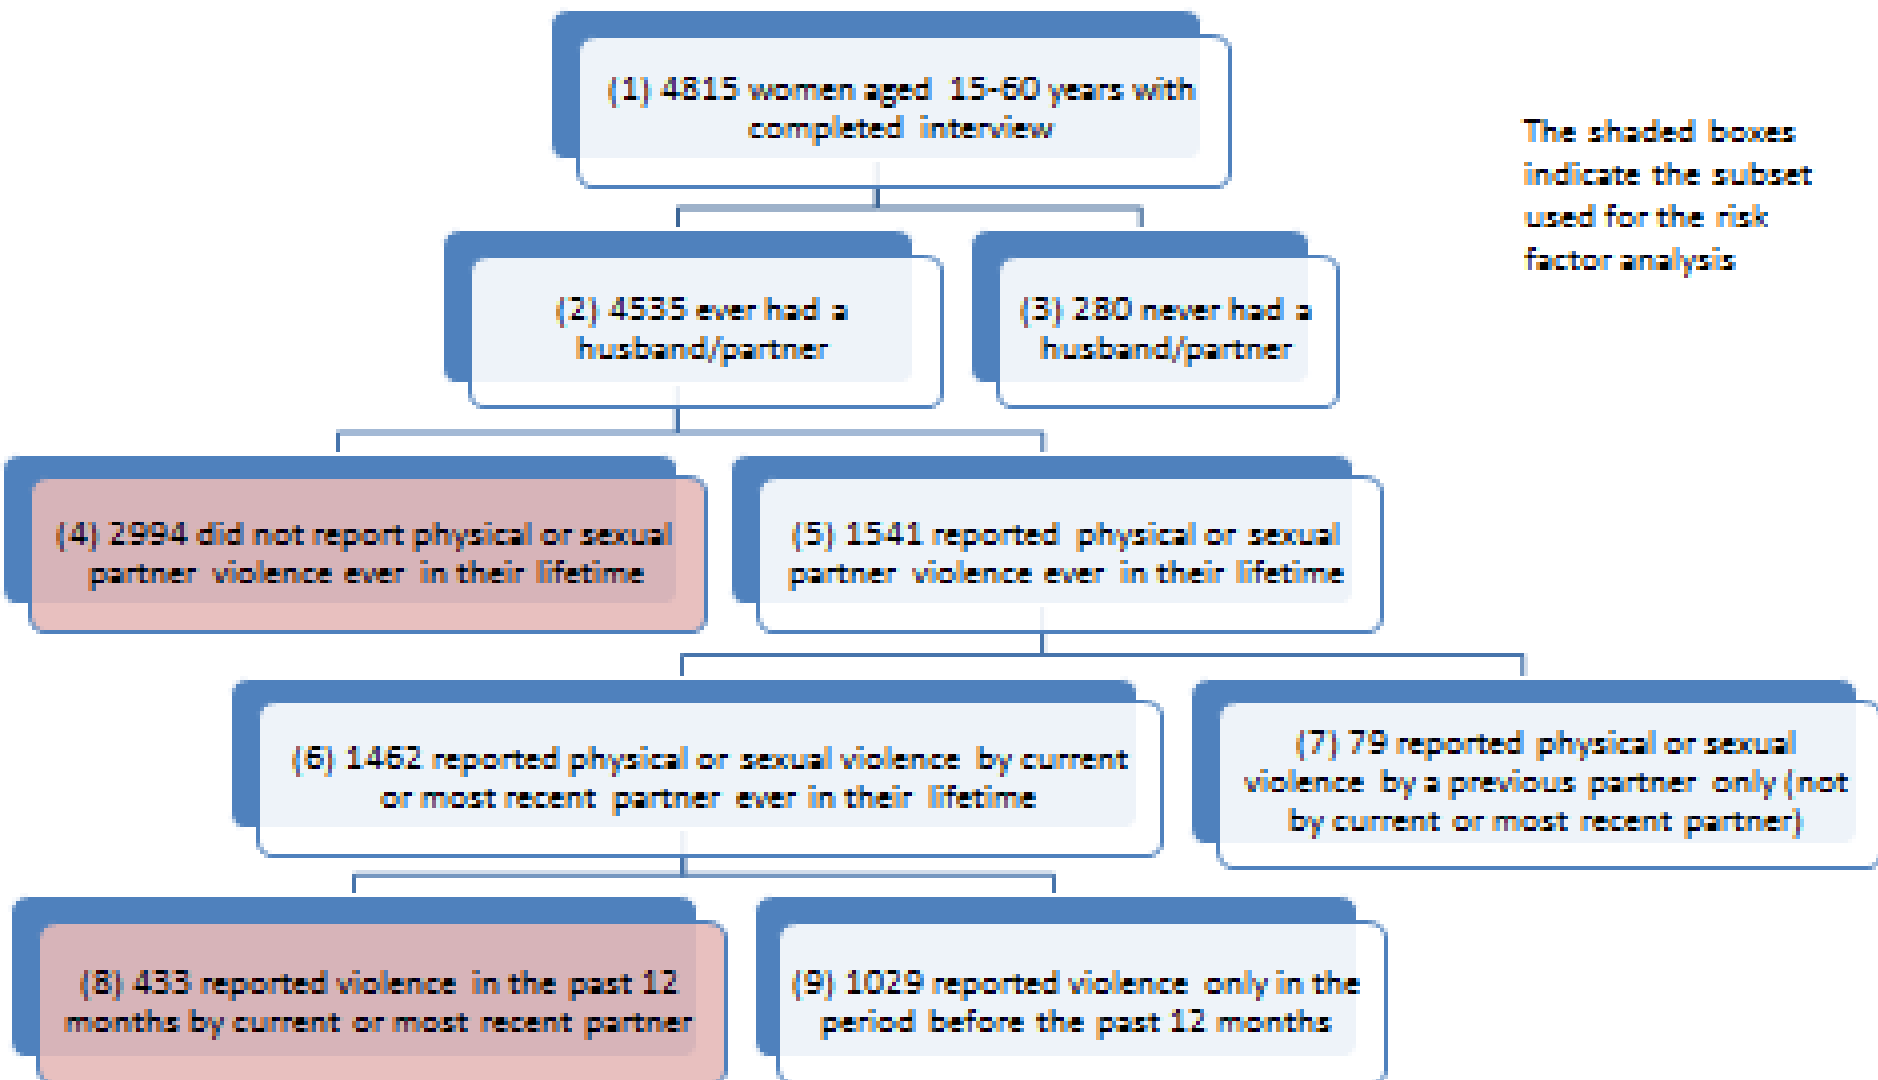 (1) 4815 women aged 15-60 years with
completed interview
The shaded boxes
indicate the subset
used for the risk
factor analysis
(2) 4535 ever had a
husband/partner
(3) 280 never had a
husband/partner
(4) 2994 did not report physical or sexual
partner violence ever in their lifetime
(5) 1541 reported physical or sexual
partner violence ever in their lifetime
(6) 1462 reported physical or sexual violence by current
or most recent partner ever in their lifetime
(7) 79 reported physical or sexual
violence by a previous partner only (not
by current or most recent partner)
(8) 433 reported violence in the past 12
months by current or most recent partner
(9) 1029 reported violence only in the
period before the past 12 months